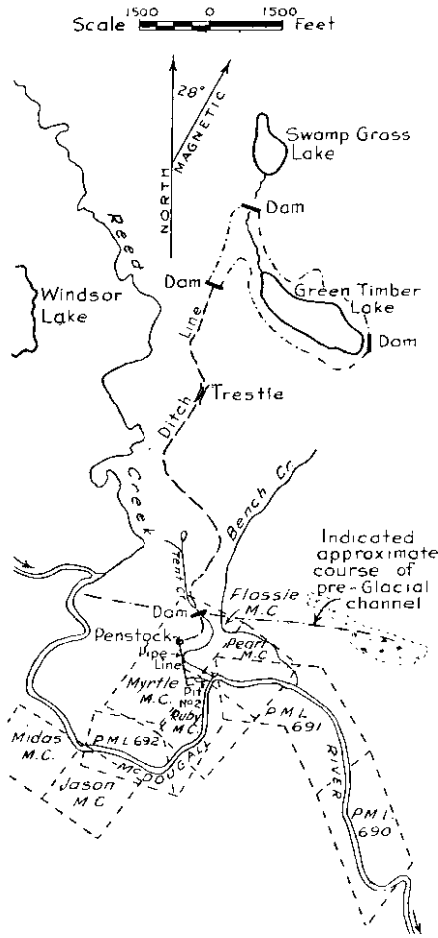 1500 0 1500
Scale Feet
28°
NORTH
MAGNETIC
Swamp Grass
Lake
Dam
Reed
Windsor
Lake
Dam
Green Timber
Lake
Dam
Line
Trestle
Ditch
Creek
Bench Cr.
Tent Cr.
Indicated
approximate
course of
pre-Glacial
channel
Flossie
M.C.
Dam
Penstock
Pearl
M.C.
Pipe
Line
Pit
No 2
Myrtle
M.C.
Ruby
M.C.
P.M.L.
691
Midas
M.C.
P.M.L. 692
McDOUGALL
RIVER
Jason
M.C.
P.M.L.
690